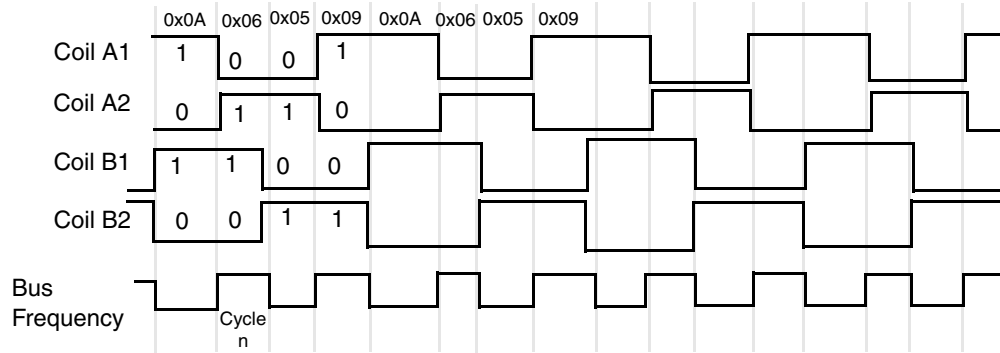 0x0A 0x06 0x05 0x09 0x0A 0x06 0x05 0x09
Coil A1 1 0 0 1
Coil A2 0 1 1 0
Coil B1 1 1 0 0
Coil B2 0 0 1 1
Bus
Frequency
Cycle
n